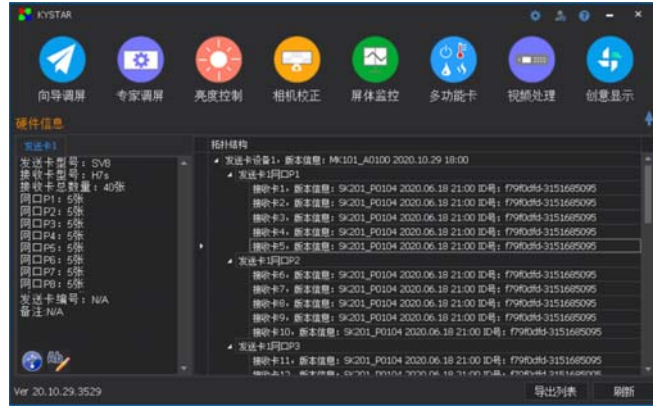 KYSTAR
向导调屏 专家调屏 亮度控制 相机校正 屏体监控 多功能卡 视频处理 创意显示
硬件信息
发送卡1
发送卡型号：SV8
接收卡型号：H7s
接收卡总数量：40张
网口P1：5张
网口P2：5张
网口P3：5张
网口P4：5张
网口P5：5张
网口P6：5张
网口P7：5张
网口P8：5张
发送卡编号：N/A
备注:N/A
拓扑结构
发送卡设备1，版本信息：MK101_A0100 2020.10.29 18:00
发送卡1网口P1
接收卡1，版本信息：SK201_P0104 2020.06.18 21:00 ID号：f79f0dfd-3151685095
接收卡2，版本信息：SK201_P0104 2020.06.18 21:00 ID号：f79f0dfd-3151685095
接收卡3，版本信息：SK201_P0104 2020.06.18 21:00 ID号：f79f0dfd-3151685095
接收卡4，版本信息：SK201_P0104 2020.06.18 21:00 ID号：f79f0dfd-3151685095
接收卡5，版本信息：SK201_P0104 2020.06.18 21:00 ID号：f79f0dfd-3151685095
发送卡1网口P2
接收卡6，版本信息：SK201_P0104 2020.06.18 21:00 ID号：f79f0dfd-3151685095
接收卡7，版本信息：SK201_P0104 2020.06.18 21:00 ID号：f79f0dfd-3151685095
接收卡8，版本信息：SK201_P0104 2020.06.18 21:00 ID号：f79f0dfd-3151685095
接收卡9，版本信息：SK201_P0104 2020.06.18 21:00 ID号：f79f0dfd-3151685095
接收卡10，版本信息：SK201_P0104 2020.06.18 21:00 ID号：f79f0dfd-3151685095
发送卡1网口P3
接收卡11，版本信息：SK201_P0104 2020.06.18 21:00 ID号：f79f0dfd-3151685095
接收卡12，版本信息：SK201_P0104 2020.06.18 21:00 ID号：f79f0dfd-3151685095
Ver 20.10.29.3529
导出列表 刷新